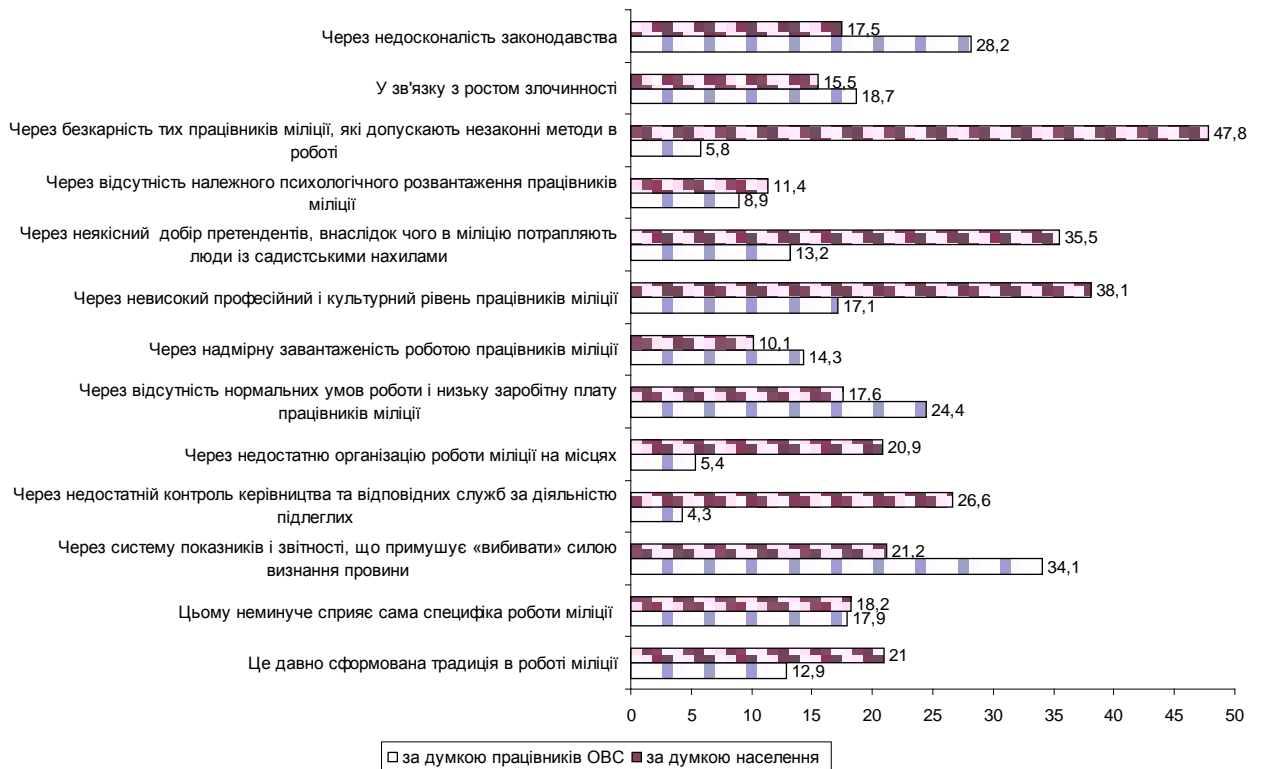 Через недосконалість законодавства
17,5
28,2
У зв'язку з ростом злочинності
15,5
18,7
Через безкарність тих працівників міліції, які допускають незаконні методи в
роботі
47,8
5,8
Через відсутність належного психологічного розвантаження працівників
міліції
11,4
8,9
Через неякісний добір претендентів, внаслідок чого в міліцію потрапляють
люди із садистськими нахилами
35,5
13,2
Через невисокий професійний і культурний рівень працівників міліції
38,1
17,1
Через надмірну завантаженість роботою працівників міліції
10,1
14,3
Через відсутність нормальних умов роботи і низьку заробітну плату
працівників міліції
17,6
24,4
Через недостатню організацію роботи міліції на місцях
20,9
5,4
Через недостатній контроль керівництва та відповідних служб за діяльністю
підлеглих
26,6
4,3
Через систему показників і звітності, що примушує «вибивати» силою
визнання провини
21,2
34,1
Цьому неминуче сприяє сама специфіка роботи міліції
18,2
17,9
Це давно сформована традиція в роботі міліції
21
12,9
0 5 10 15 20 25 30 35 40 45 50
за думкою працівників ОВС за думкою населення